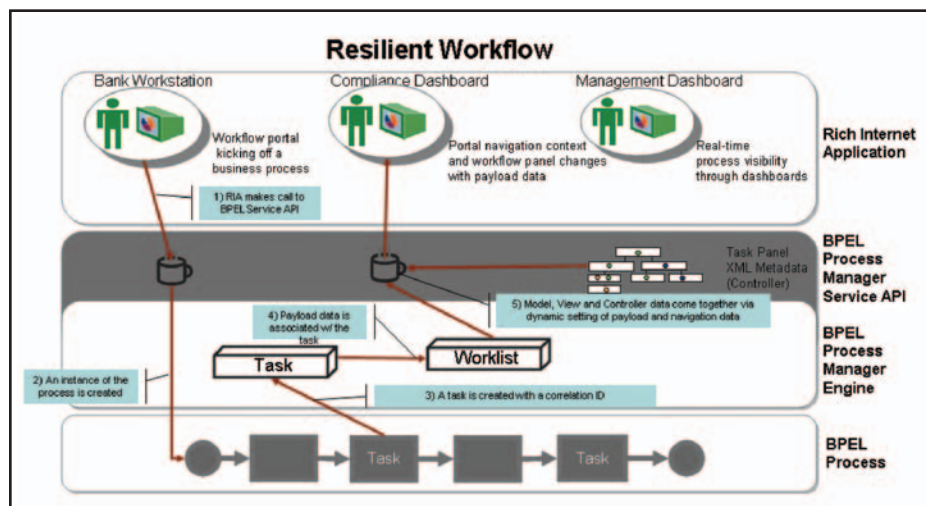 Resilient Workflow
Bank Workstation
Compliance Dashboard
Management Dashboard
Workflow portal
kicking off a
business process
Portal navigation context
and workflow panel changes
with payload data
Real-time
process visibility
through dashboards
Rich Internet
Application
1) RIA makes call to
BPEL Service API
Task Panel
XML Metadata
(Controller)
BPEL
Process
Manager
Service API
5) Model, View and Controller data come together via
dynamic setting of payload and navigation data
4) Payload data is
associated w/ the
task
Task
Worklist
BPEL
Process
Manager
Engine
2) An instance of the
process is created
3) A task is created with a correlation ID
Task
Task
BPEL
Process